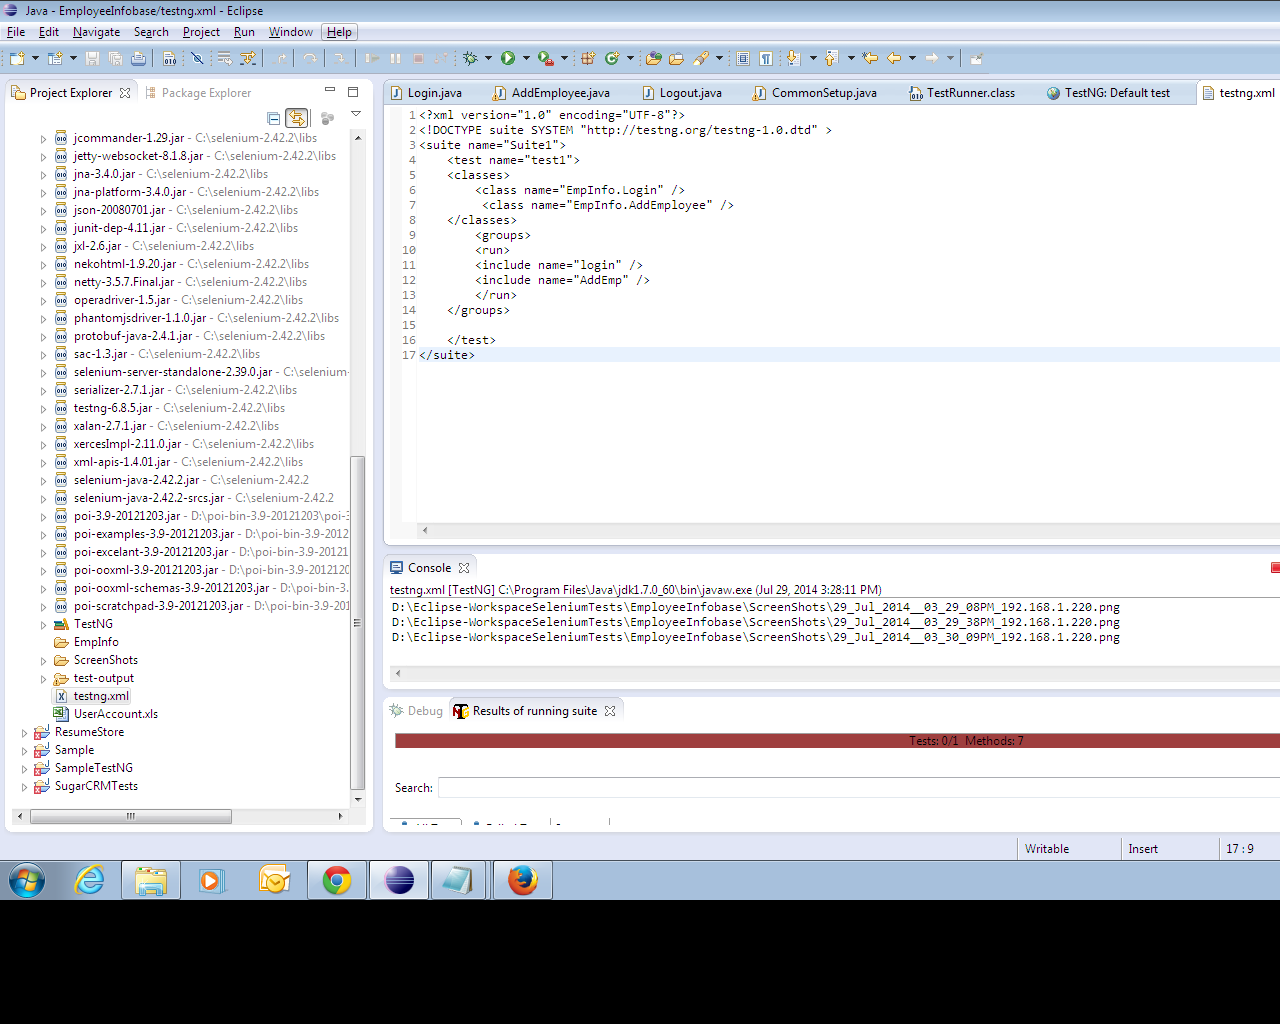 Java - EmployeeInfobase/testng.xml - Eclipse
File Edit Navigate Search Project Run Window Help
Project Explorer
Package Explorer
jcommander-1.29.jar - C:\selenium-2.42.2\libs
jetty-websocket-8.1.8.jar - C:\selenium-2.42.2\libs
jna-3.4.0.jar - C:\selenium-2.42.2\libs
jna-platform-3.4.0.jar - C:\selenium-2.42.2\libs
json-20080701.jar - C:\selenium-2.42.2\libs
junit-dep-4.11.jar - C:\selenium-2.42.2\libs
jxl-2.6.jar - C:\selenium-2.42.2\libs
nekohtml-1.9.20.jar - C:\selenium-2.42.2\libs
netty-3.5.7.Final.jar - C:\selenium-2.42.2\libs
operadriver-1.5.jar - C:\selenium-2.42.2\libs
phantomjsdriver-1.1.0.jar - C:\selenium-2.42.2\libs
protobuf-java-2.4.1.jar - C:\selenium-2.42.2\libs
sac-1.3.jar - C:\selenium-2.42.2\libs
selenium-server-standalone-2.39.0.jar - C:\selenium-
serializer-2.7.1.jar - C:\selenium-2.42.2\libs
testng-6.8.5.jar - C:\selenium-2.42.2\libs
xalan-2.7.1.jar - C:\selenium-2.42.2\libs
xercesImpl-2.11.0.jar - C:\selenium-2.42.2\libs
xml-apis-1.4.01.jar - C:\selenium-2.42.2\libs
selenium-java-2.42.2.jar - C:\selenium-2.42.2
selenium-java-2.42.2-srcs.jar - C:\selenium-2.42.2
poi-3.9-20121203.jar - D:\poi-bin-3.9-20121203\poi-3
poi-examples-3.9-20121203.jar - D:\poi-bin-3.9-2012
poi-excelant-3.9-20121203.jar - D:\poi-bin-3.9-20121
poi-ooxml-3.9-20121203.jar - D:\poi-bin-3.9-2012120
poi-ooxml-schemas-3.9-20121203.jar - D:\poi-bin-3.
poi-scratchpad-3.9-20121203.jar - D:\poi-bin-3.9-201
TestNG
EmpInfo
ScreenShots
test-output
testng.xml
UserAccount.xls
ResumeStore
Sample
SampleTestNG
SugarCRMTests
Login.java AddEmployee.java Logout.java CommonSetup.java TestRunner.class TestNG: Default test testng.xml
1 <?xml version="1.0" encoding="UTF-8"?>
2 <!DOCTYPE suite SYSTEM "http://testng.org/testng-1.0.dtd" >
3 <suite name="Suite1">
4 <test name="test1">
5 <classes>
6 <class name="EmpInfo.Login" />
7 <class name="EmpInfo.AddEmployee" />
8 </classes>
9 <groups>
10 <run>
11 <include name="login" />
12 <include name="AddEmp" />
13 </run>
14 </groups>
15
16 </test>
17 </suite>
Console
testng.xml [TestNG] C:\Program Files\Java\jdk1.7.0_60\bin\javaw.exe (Jul 29, 2014 3:28:11 PM)
D:\Eclipse-WorkspaceSeleniumTests\EmployeeInfobase\ScreenShots\29_Jul_2014__03_29_08PM_192.168.1.220.png
D:\Eclipse-WorkspaceSeleniumTests\EmployeeInfobase\ScreenShots\29_Jul_2014__03_29_38PM_192.168.1.220.png
D:\Eclipse-WorkspaceSeleniumTests\EmployeeInfobase\ScreenShots\29_Jul_2014__03_30_09PM_192.168.1.220.png
Debug Results of running suite
Tests: 0/1 Methods: 7
Search:
Writable Insert 17 : 9